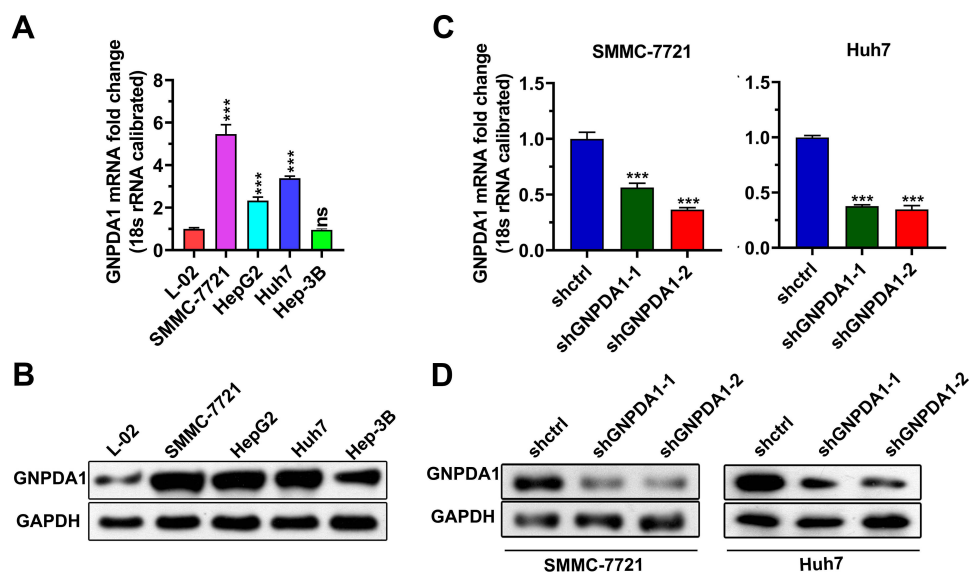 A
GNPDA1 mRNA fold change
(18s rRNA calibrated)
8
6
4
2
0
***
***
***
ns
L-02
SMMC-7721
HepG2
Huh7
Hep-3B
C
SMMC-7721
GNPDA1 mRNA fold change
(18s rRNA calibrated)
1.5
1.0
0.5
0.0
***
***
shctrl
shGNPDA1-1
shGNPDA1-2
Huh7
1.5
1.0
0.5
0.0
***
***
shctrl
shGNPDA1-1
shGNPDA1-2
B
L-02
SMMC-7721
HepG2
Huh7
Hep-3B
GNPDA1
GAPDH
D
shctrl
shGNPDA1-1
shGNPDA1-2
shctrl
shGNPDA1-1
shGNPDA1-2
GNPDA1
GAPDH
SMMC-7721
Huh7